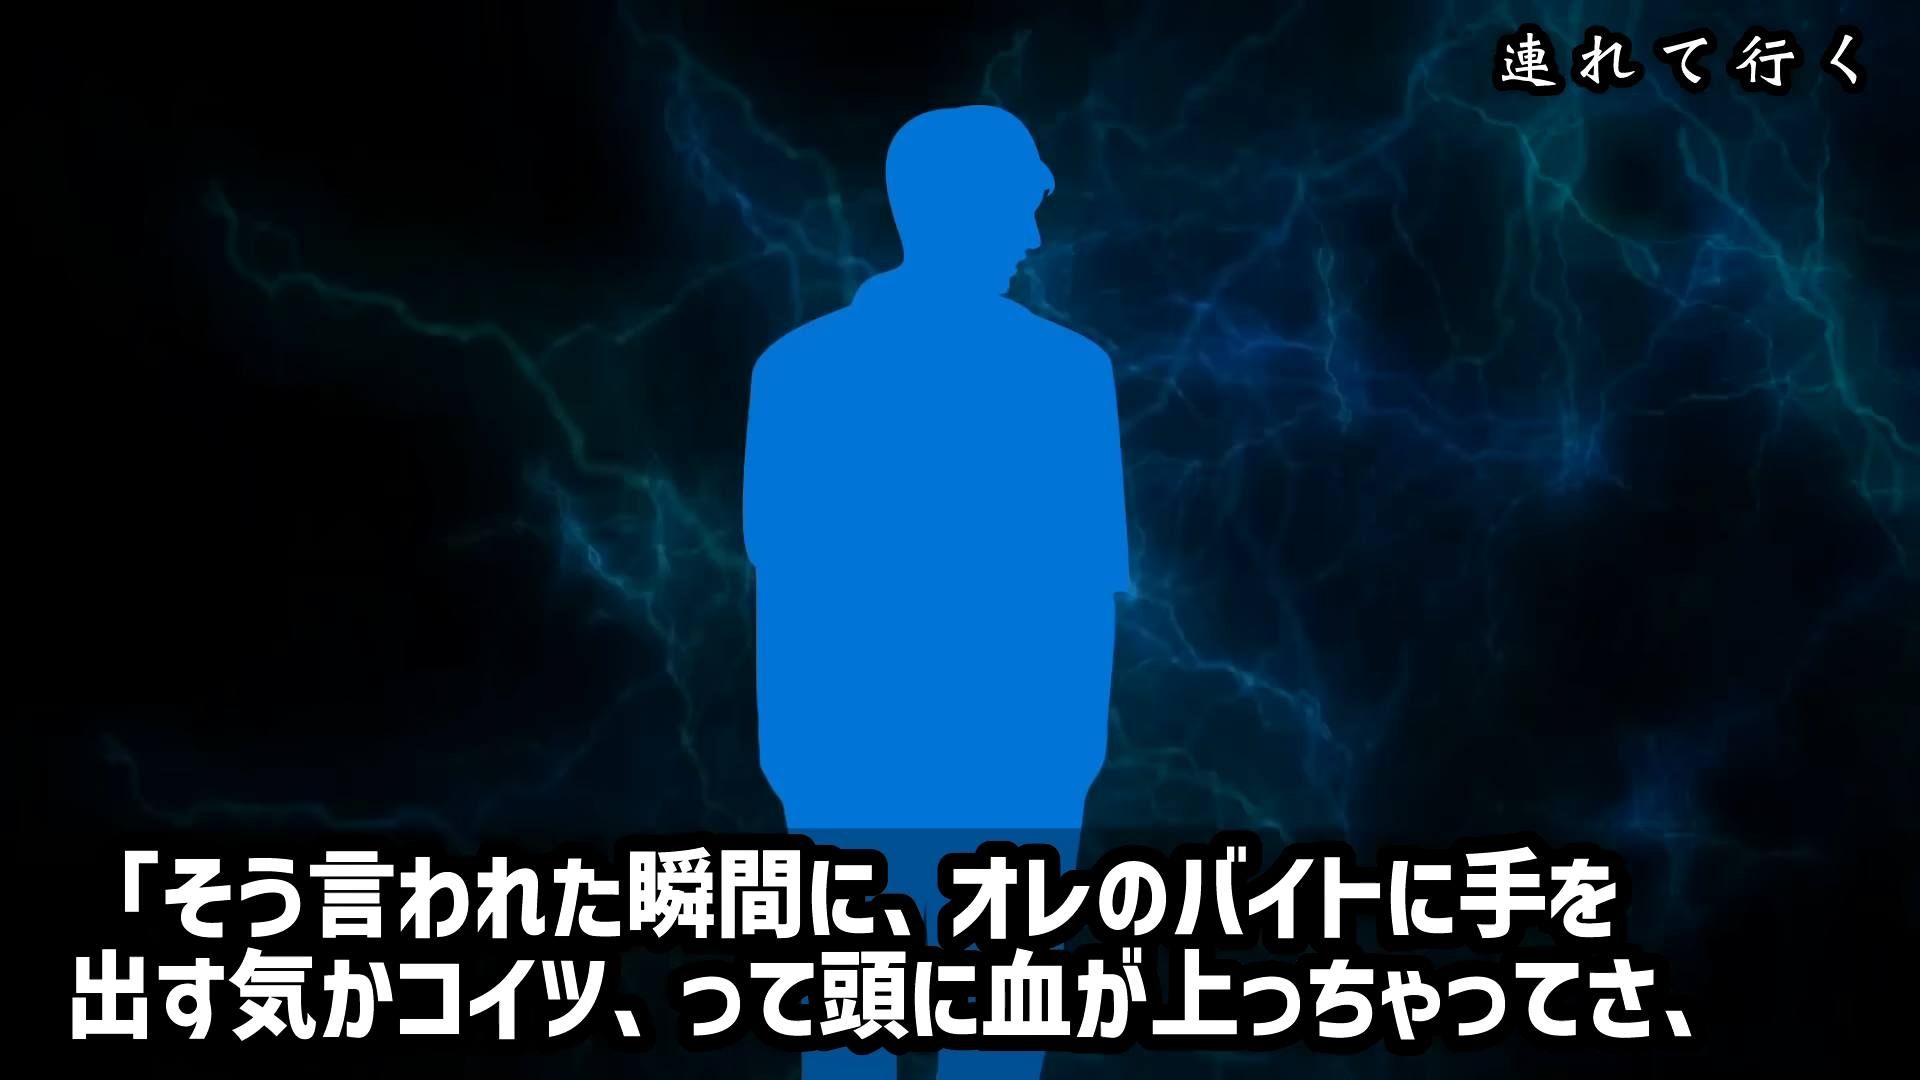 連れて行く
「そう言われた瞬間に、オレのバイトに手を
出す気かコイツ、って頭に血が上っちゃってさ、